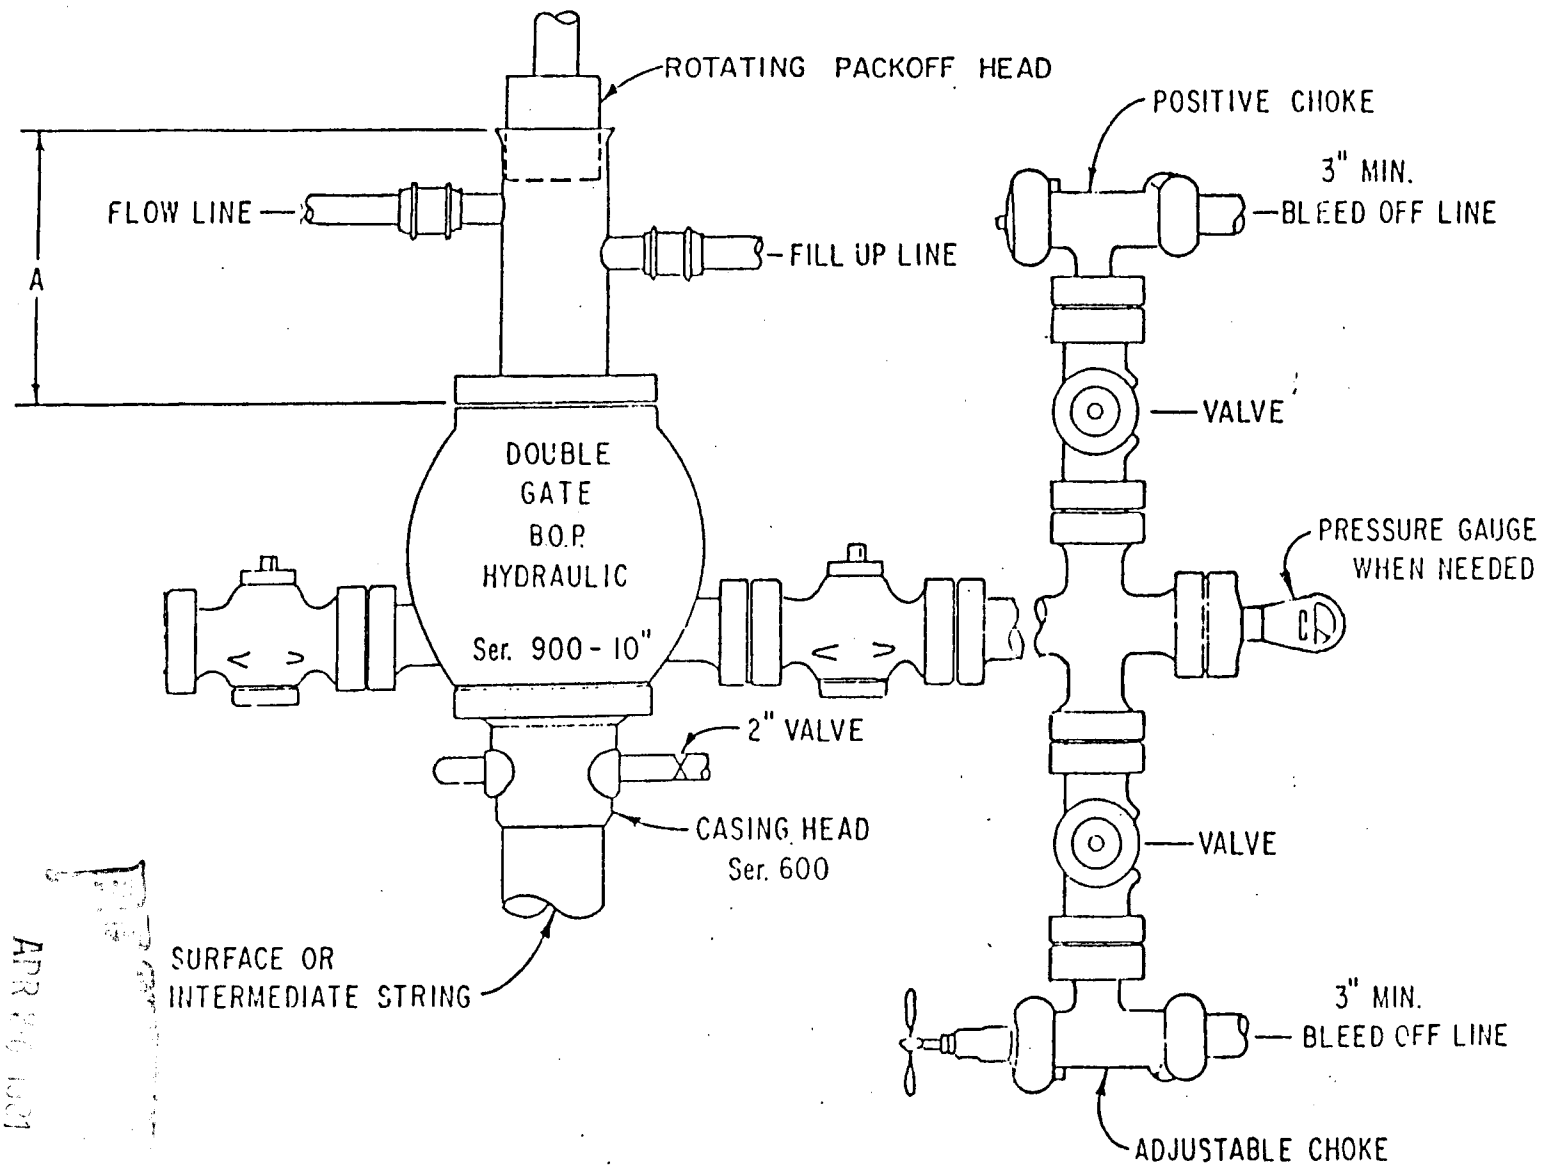 ROTATING PACKOFF HEAD
POSITIVE CHOKE
3" MIN.
BLEED OFF LINE
FLOW LINE
FILL UP LINE
A
VALVE
DOUBLE
GATE
B.O.P.
HYDRAULIC
Ser. 900-10"
PRESSURE GAUGE
WHEN NEEDED
2" VALVE
CASING HEAD
Ser. 600
VALVE
SURFACE OR
INTERMEDIATE STRING
3" MIN.
BLEED OFF LINE
ADJUSTABLE CHOKE
APR